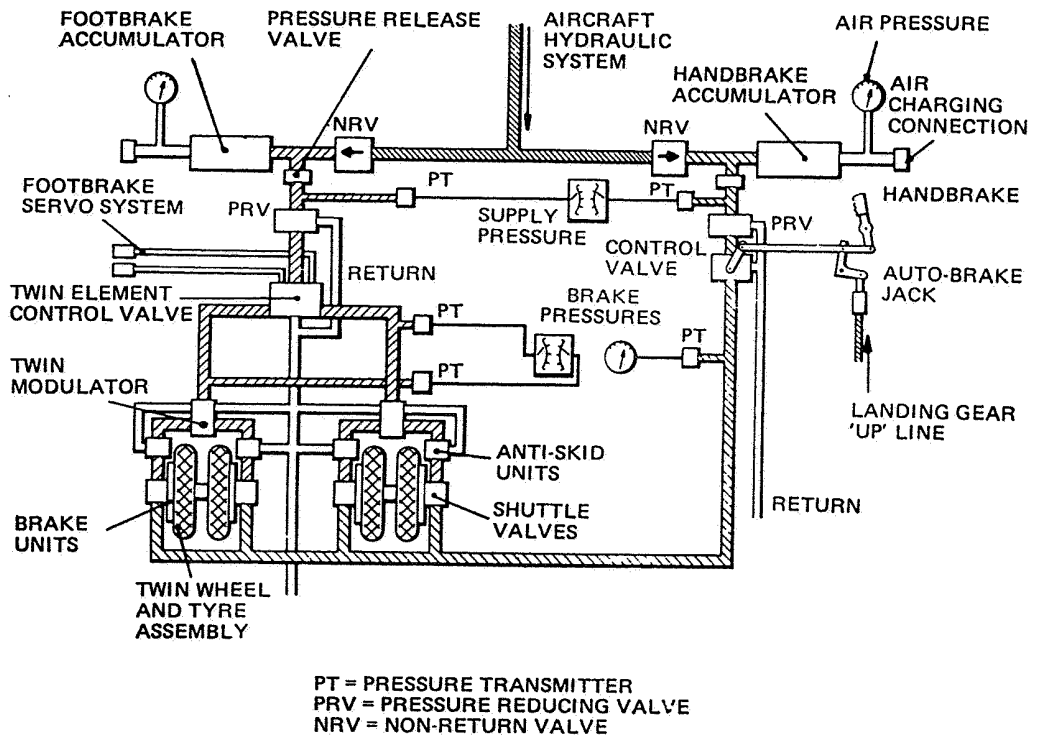 FOOTBRAKE
ACCUMULATOR
PRESSURE RELEASE
VALVE
AIRCRAFT
HYDRAULIC
SYSTEM
AIR PRESSURE
HANDBRAKE
ACCUMULATOR
AIR
CHARGING
CONNECTION
NRV
NRV
FOOTBRAKE
SERVO SYSTEM
PT
PT
HANDBRAKE
PRV
SUPPLY
PRESSURE
PRV
CONTROL
VALVE
RETURN
AUTO-BRAKE
JACK
TWIN ELEMENT
CONTROL VALVE
BRAKE
PRESSURES
PT
PT
TWIN
MODULATOR
PT
LANDING GEAR
'UP' LINE
ANTI-SKID
UNITS
RETURN
SHUTTLE
VALVES
BRAKE
UNITS
TWIN WHEEL
AND TYRE
ASSEMBLY
PT = PRESSURE TRANSMITTER
PRV = PRESSURE REDUCING VALVE
NRV = NON-RETURN VALVE